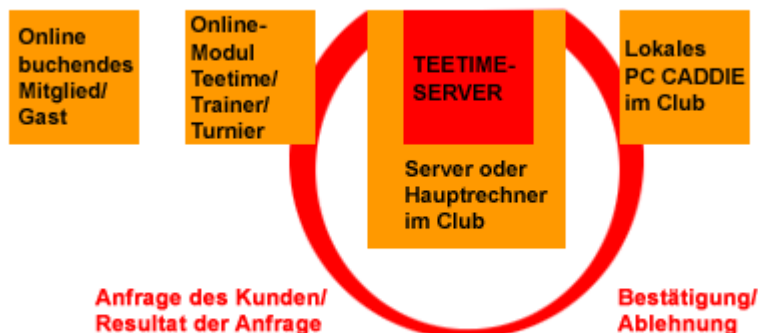 Online
buchendes
Mitglied/
Gast
Online-
Modul
Teetime/
Trainer/
Turnier
TEETIME-
SERVER
Server oder
Hauptrechner
im Club
Lokales
PC CADDIE
im Club
Anfrage des Kunden/
Resultat der Anfrage
Bestätigung/
Ablehnung